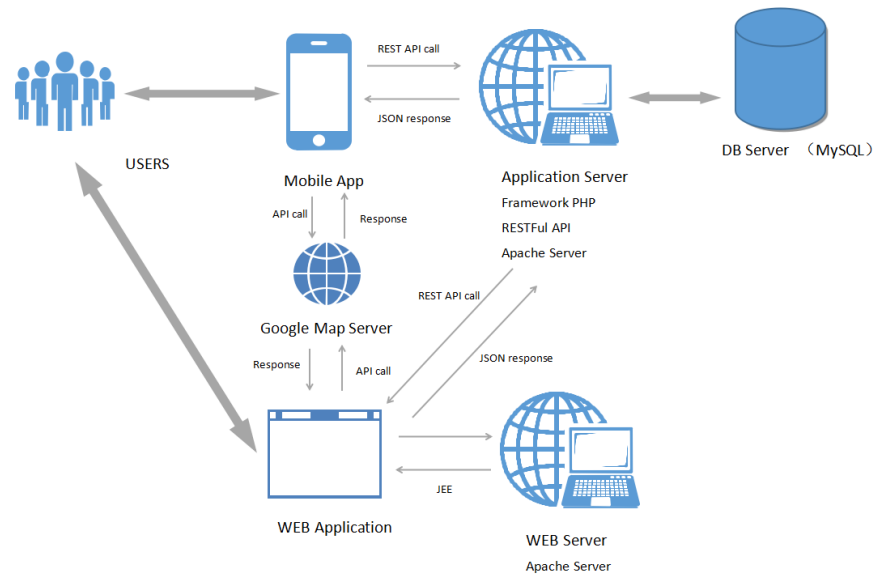 REST API call
JSON response
USERS
Mobile App
DB Server （MySQL）
Application Server
Framework PHP
RESTFul API
Apache Server
API call
Response
Google Map Server
REST API call
Response
API call
JSON response
JEE
WEB Application
WEB Server
Apache Server